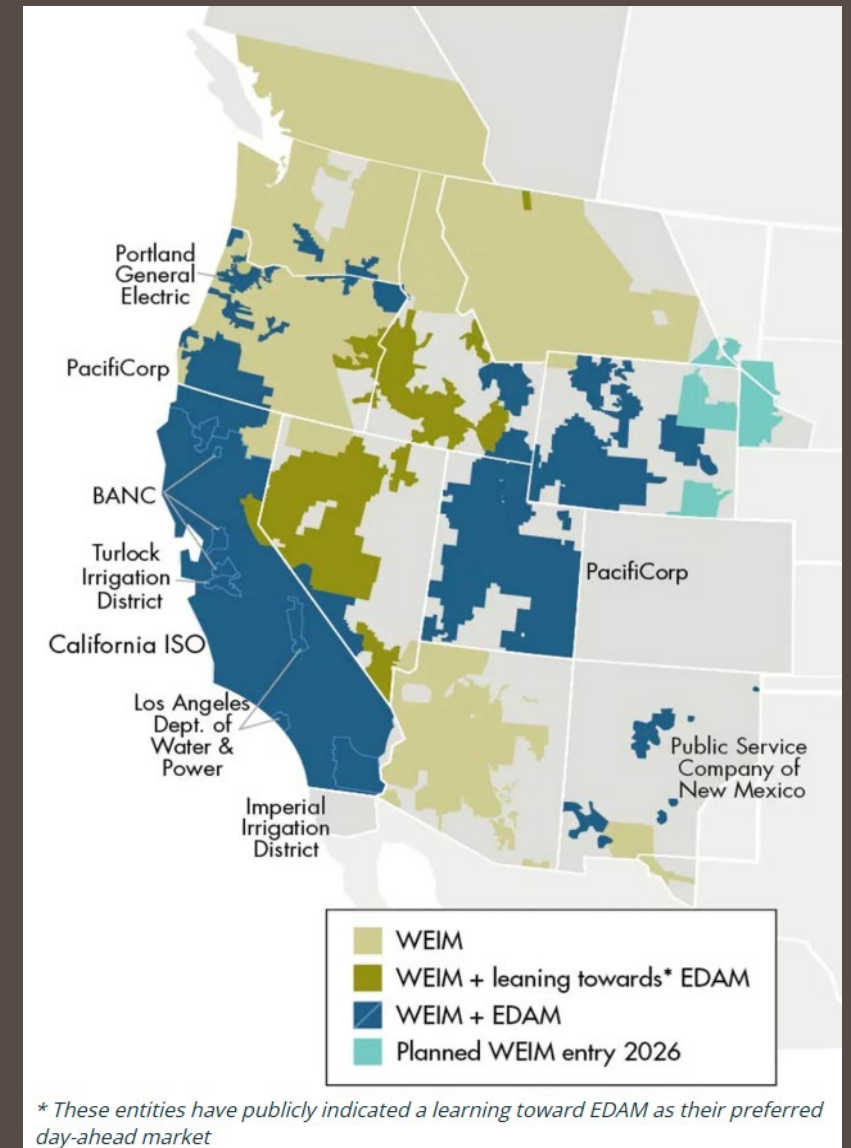 Portland
General
Electric
PacifiCorp
BANC
Turlock
Irrigation
District
California ISO
Los Angeles
Dept. of
Water &
Power
Imperial
Irrigation
District
PacifiCorp
Public Service
Company of
New Mexico
WEIM
WEIM + leaning towards* EDAM
WEIM + EDAM
Planned WEIM entry 2026
* These entities have publicly indicated a learning toward EDAM as their preferred
day-ahead market